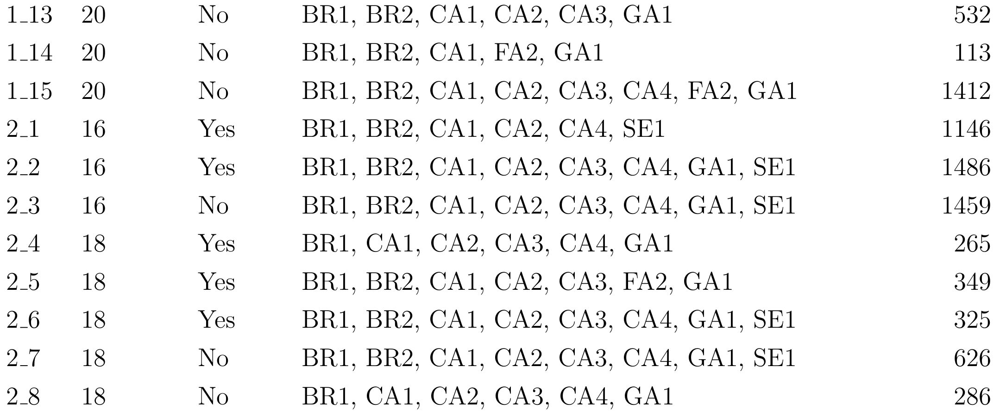 1_13 20 No BR1, BR2, CA1, CA2, CA3, GA1 532
1_14 20 No BR1, BR2, CA1, FA2, GA1 113
1_15 20 No BR1, BR2, CA1, CA2, CA3, CA4, FA2, GA1 1412
2_1 16 Yes BR1, BR2, CA1, CA2, CA4, SE1 1146
2_2 16 Yes BR1, BR2, CA1, CA2, CA3, CA4, GA1, SE1 1486
2_3 16 No BR1, BR2, CA1, CA2, CA3, CA4, GA1, SE1 1459
2_4 18 Yes BR1, CA1, CA2, CA3, CA4, GA1 265
2_5 18 Yes BR1, BR2, CA1, CA2, CA3, FA2, GA1 349
2_6 18 Yes BR1, BR2, CA1, CA2, CA3, CA4, GA1, SE1 325
2_7 18 No BR1, BR2, CA1, CA2, CA3, CA4, GA1, SE1 626
2_8 18 No BR1, CA1, CA2, CA3, CA4, GA1 286